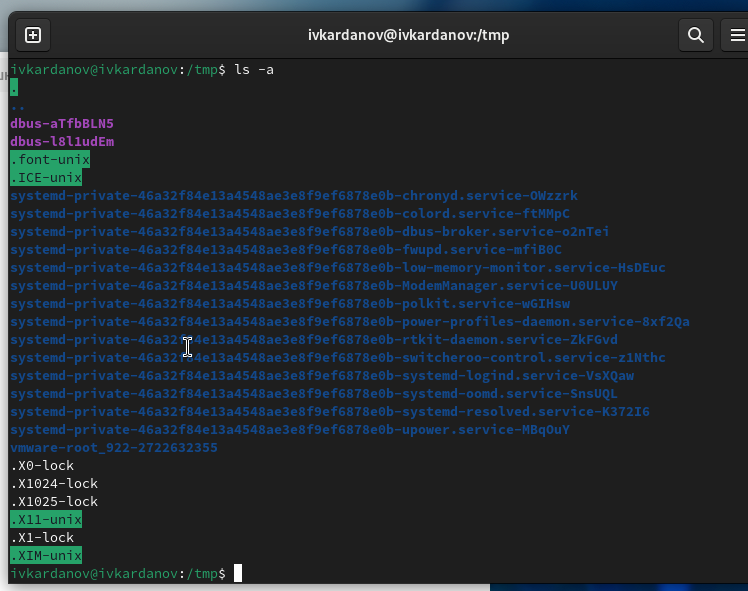 ivkardanov@ivkardanov:/tmp
ivkardanov@ivkardanov:/tmp$ ls -a
.
..
dbus-aTfbBLN5
dbus-l8l1udEm
.font-unix
.ICE-unix
systemd-private-46a32f84e13a4548ae3e8f9ef6878e0b-chronyd.service-OWzzrk
systemd-private-46a32f84e13a4548ae3e8f9ef6878e0b-colord.service-ftMMpC
systemd-private-46a32f84e13a4548ae3e8f9ef6878e0b-dbus-broker.service-o2nTei
systemd-private-46a32f84e13a4548ae3e8f9ef6878e0b-fwupd.service-mfiB0C
systemd-private-46a32f84e13a4548ae3e8f9ef6878e0b-low-memory-monitor.service-HsDEuc
systemd-private-46a32f84e13a4548ae3e8f9ef6878e0b-ModemManager.service-U0ULUY
systemd-private-46a32f84e13a4548ae3e8f9ef6878e0b-polkit.service-wGIHsw
systemd-private-46a32f84e13a4548ae3e8f9ef6878e0b-power-profiles-daemon.service-8xf2Qa
systemd-private-46a32f84e13a4548ae3e8f9ef6878e0b-rtkit-daemon.service-ZkFGvd
systemd-private-46a32f84e13a4548ae3e8f9ef6878e0b-switcheroo-control.service-z1Nthc
systemd-private-46a32f84e13a4548ae3e8f9ef6878e0b-systemd-logind.service-VsXQaw
systemd-private-46a32f84e13a4548ae3e8f9ef6878e0b-systemd-oomd.service-SnsUQL
systemd-private-46a32f84e13a4548ae3e8f9ef6878e0b-systemd-resolved.service-K372I6
systemd-private-46a32f84e13a4548ae3e8f9ef6878e0b-upower.service-MBqOuY
vmware-root_922-2722632355
.X0-lock
.X1024-lock
.X1025-lock
.X11-unix
.X1-lock
.XIM-unix
ivkardanov@ivkardanov:/tmp$